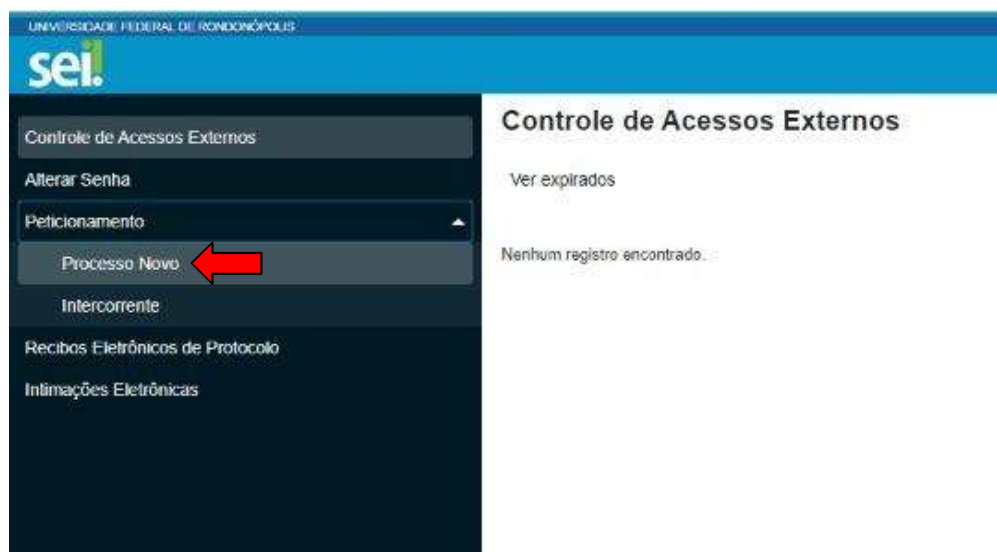 UNIVERSIDADE FEDERAL DE RONDONÓPOLIS
sei.
Controle de Acessos Externos
Alterar Senha
Peticionamento
Processo Novo
Intercorrente
Recibos Eletrônicos de Protocolo
Intimações Eletrônicas
Controle de Acessos Externos
Ver expirados
Nenhum registro encontrado.